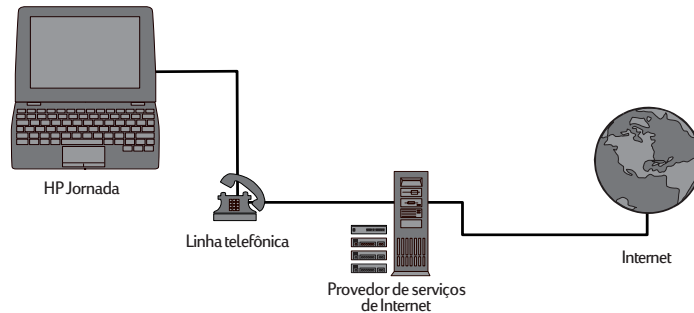 HP Jornada
Linha telefônica
Provedor de serviços
de Internet
Internet